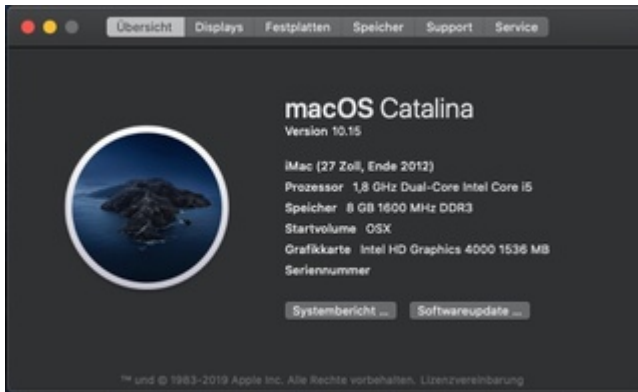 Übersicht Displays Festplatten Speicher Support Service
macOS Catalina
Version 10.15
iMac (27 Zoll, Ende 2012)
Prozessor 1,8 GHz Dual-Core Intel Core i5
Speicher 8 GB 1600 MHz DDR3
Startvolume OSX
Grafikkarte Intel HD Graphics 4000 1536 MB
Seriennummer
Systembericht ... Softwareupdate ...
™ und © 1983-2019 Apple Inc. Alle Rechte vorbehalten. Lizenzvereinbarung